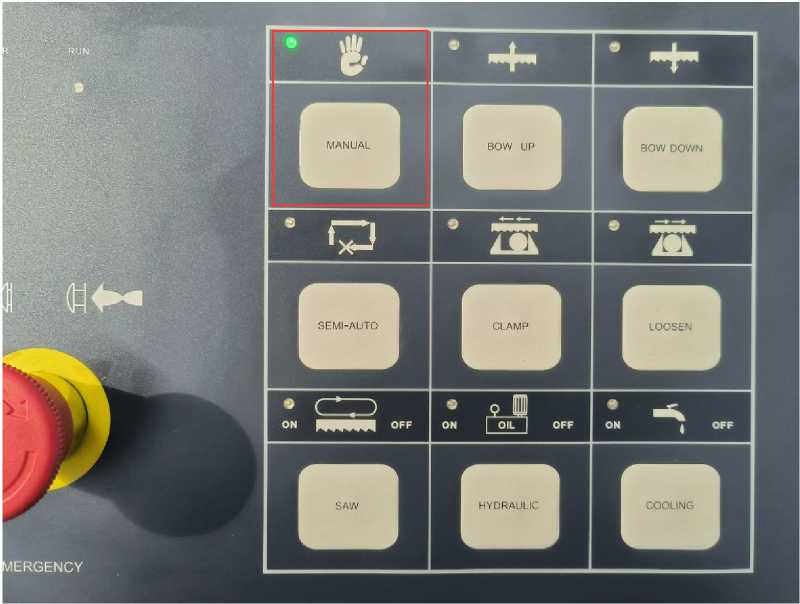 RUN
MANUAL
BOW UP
BOW DOWN
SEMI-AUTO
CLAMP
LOOSEN
ON OFF
ON OIL OFF
ON OFF
SAW
HYDRAULIC
COOLING
MERGENCY